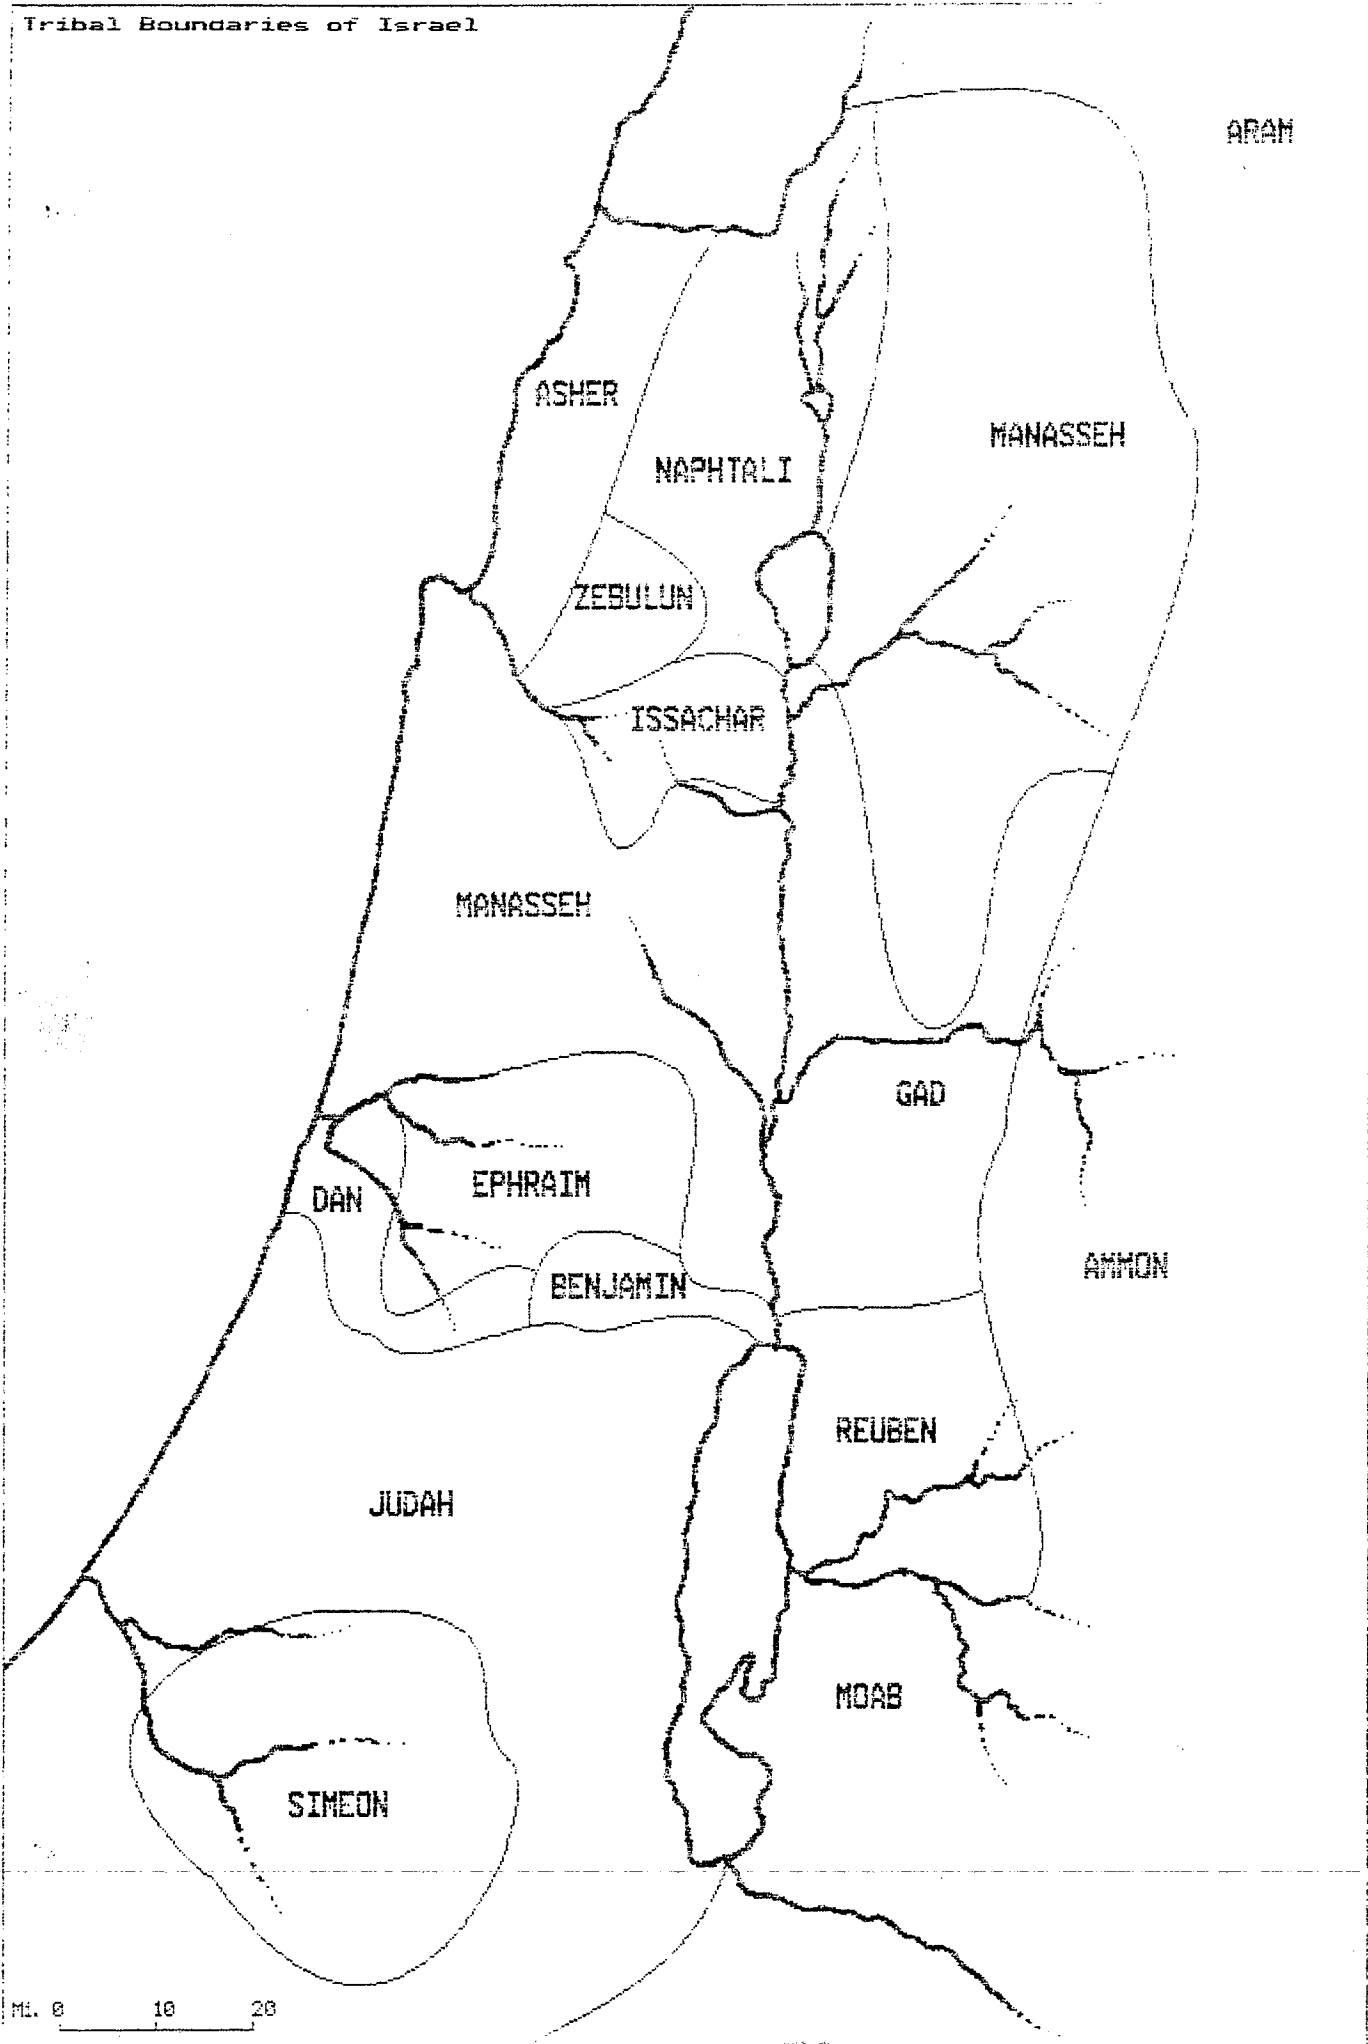 Tribal Boundaries of Israel
ARAM
ASHER
MANASSEH
NAPHTALI
ZEBULUN
ISSACHAR
MANASSEH
GAD
EPHRAIM
DAN
AMMON
BENJAMIN
REUBEN
JUDAH
MOAB
SIMEON
Mi. 0 10 20